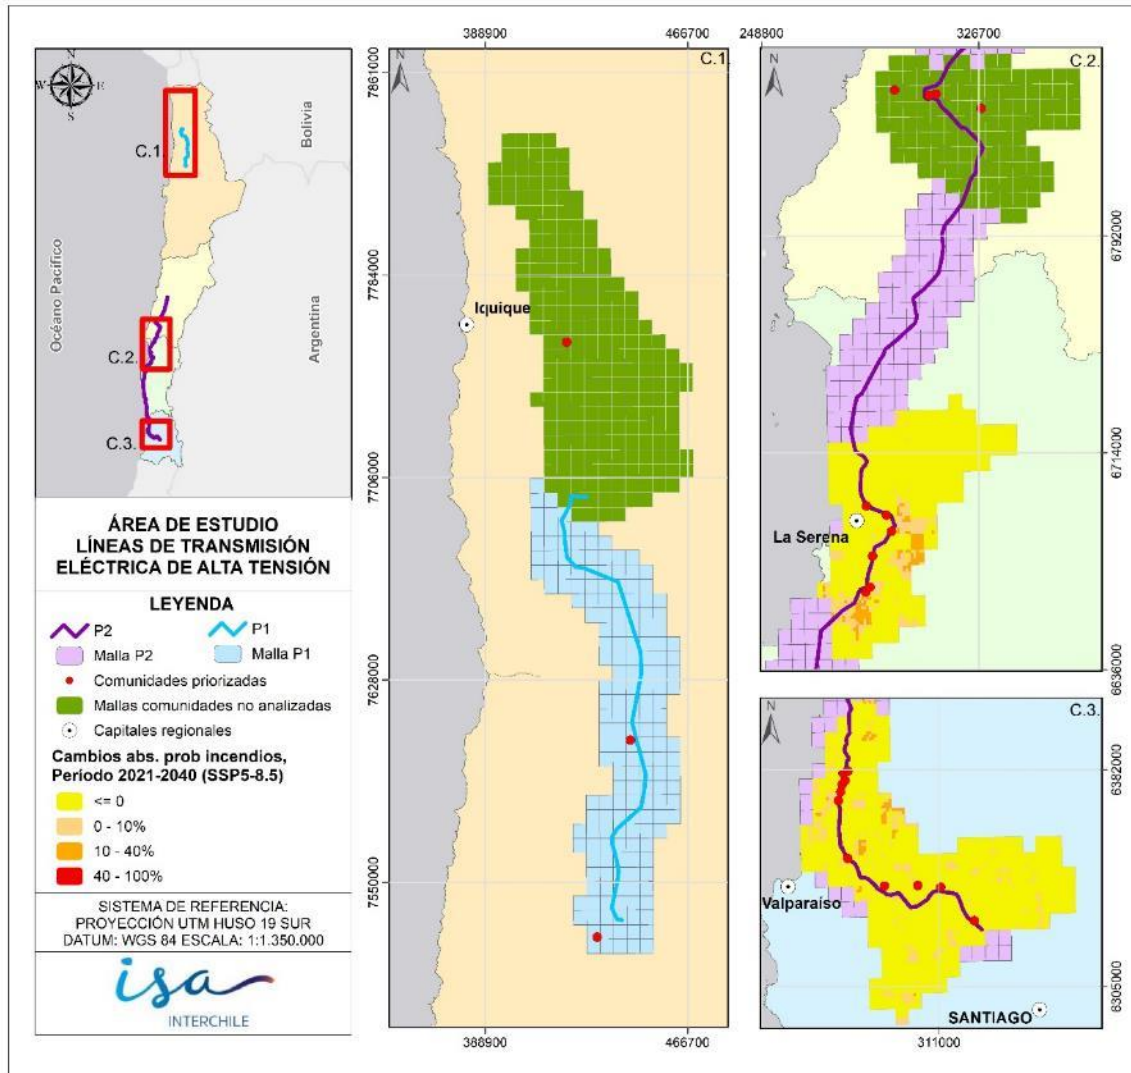 N
W
E
S
C.1.
Bolivia
Océano Pacífico
Argentina
C.2.
C.3.
ÁREA DE ESTUDIO
LÍNEAS DE TRANSMISIÓN
ELÉCTRICA DE ALTA TENSIÓN
LEYENDA
P2
P1
Malla P2
Malla P1
Comunidades priorizadas
Mallas comunidades no analizadas
Capitales regionales
Cambios abs. prob incendios,
Período 2021-2040 (SSP5-8.5)
<= 0
0 - 10%
10 - 40%
40 - 100%
SISTEMA DE REFERENCIA:
PROYECCIÓN UTM HUSO 19 SUR
DATUM: WGS 84 ESCALA: 1:1.350.000
isa
INTERCHILE
388900
466700
N
C.1.
7861000
7784000
Iquique
7706000
7628000
7550000
388900
466700
248800
326700
N
C.2.
6792000
6714000
La Serena
6636000
N
C.3.
6382000
Valparaíso
6305000
SANTIAGO
311000